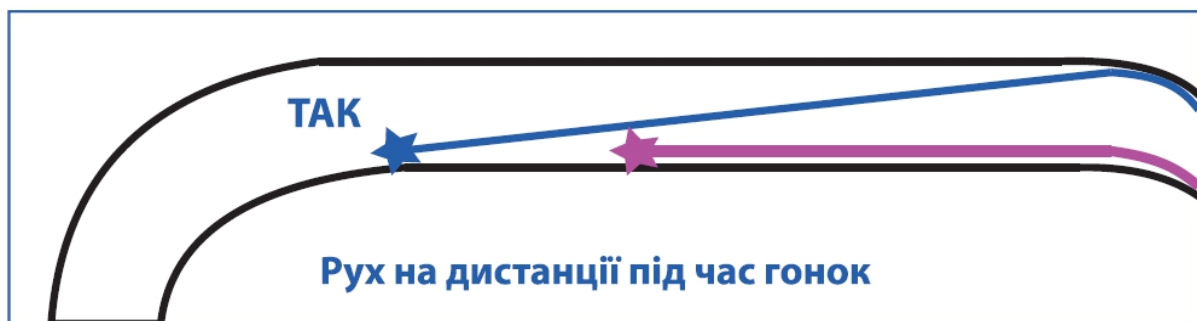 ТАК
Рух на дистанції під час гонок